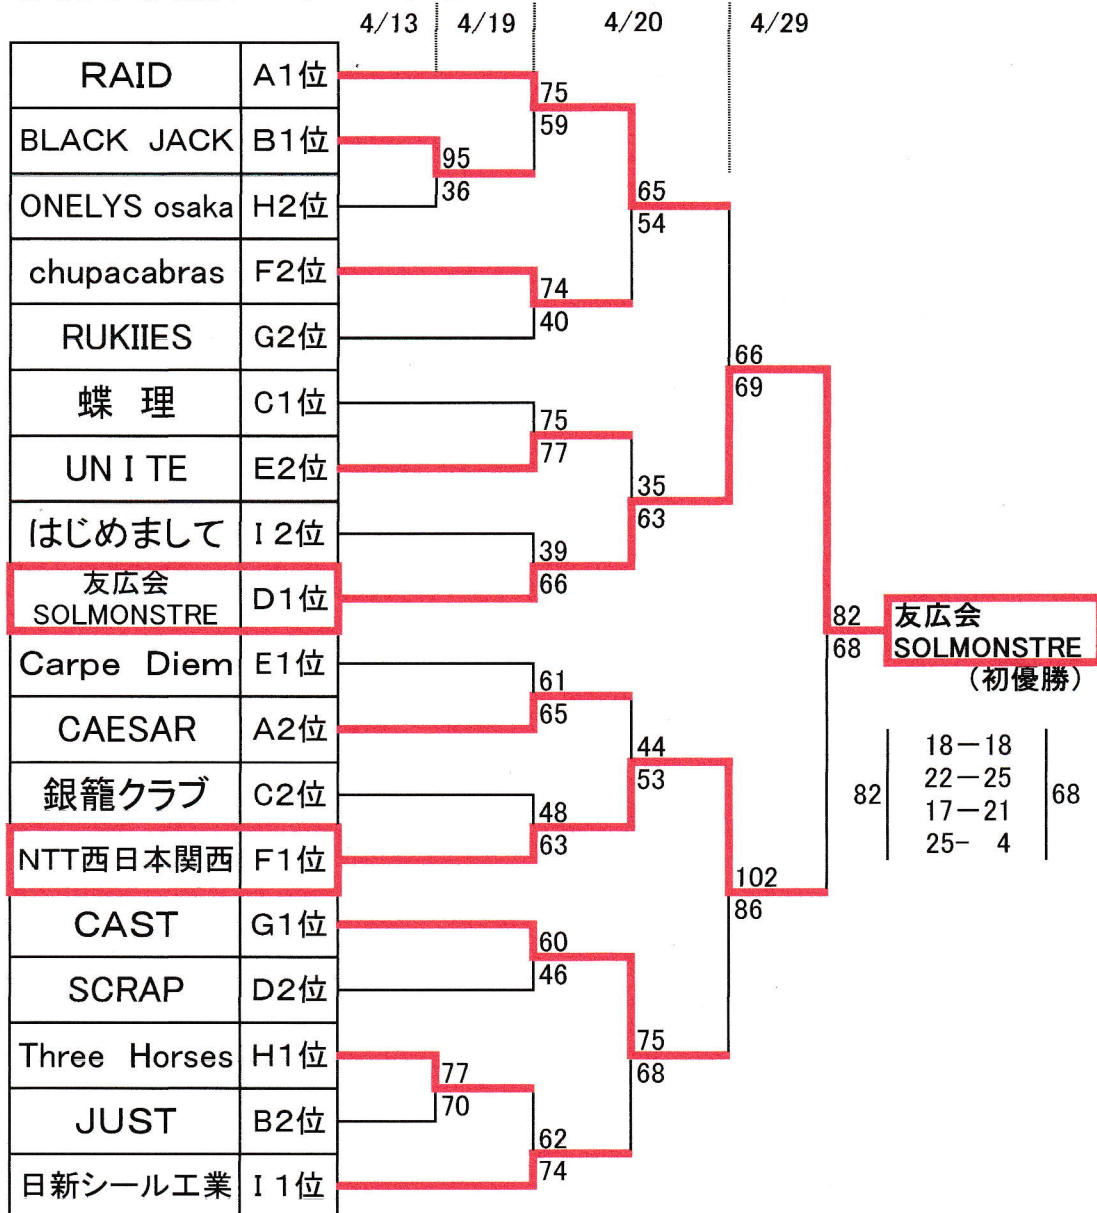 4/13 4/19 4/20 4/29
RAID A1位
BLACK JACK B1位
ONELYS osaka H2位
chupacabras F2位
RUKIIES G2位
蝶 理 C1位
UNITE E2位
はじめまして I2位
友広会
SOLMONSTRE D1位
Carpe Diem E1位
CAESAR A2位
銀籠クラブ C2位
NTT西日本関西 F1位
CAST G1位
SCRAP D2位
Three Horses H1位
JUST B2位
日新シール工業 I1位
95
36
77
70
75
59
74
40
75
77
39
66
61
65
48
63
60
46
62
74
65
54
35
63
44
53
75
68
66
69
102
86
82
68
友広会
SOLMONSTRE
(初優勝)
18－18
22－25
82 68
17－21
25- 4